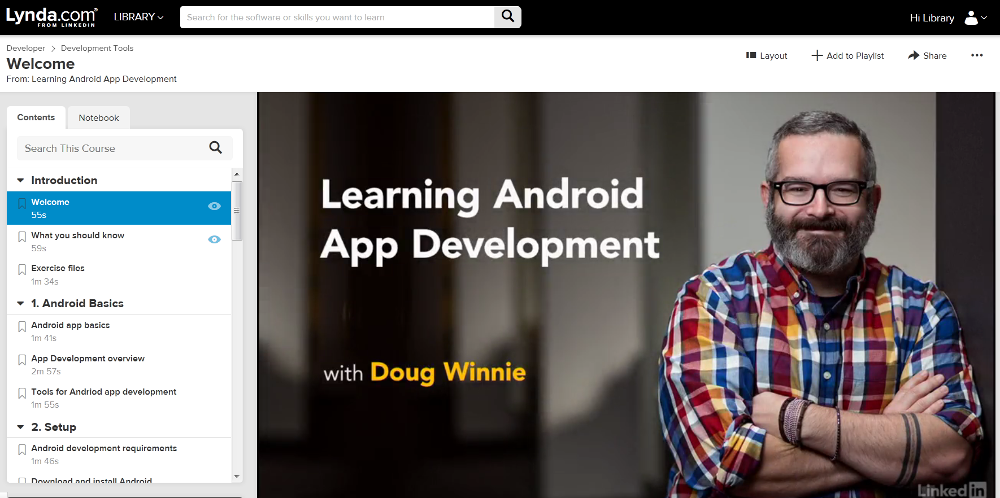 Lynda.com®
FROM LINKEDIN
LIBRARY
Search for the software or skills you want to learn
Hi Library
Developer > Development Tools
Welcome
From: Learning Android App Development
Layout
Add to Playlist
Share
Contents
Notebook
Search This Course
Introduction
Welcome
55s
What you should know
59s
Exercise files
1m 34s
1. Android Basics
Android app basics
1m 41s
App Development overview
2m 57s
Tools for Andriod app development
1m 55s
2. Setup
Android development requirements
1m 46s
Download and install Android
Learning Android
App Development
with Doug Winnie
Linked in